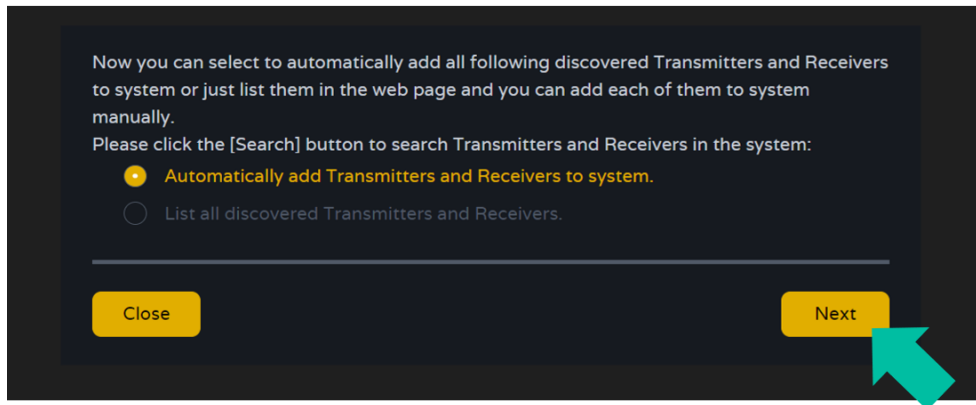 Now you can select to automatically add all following discovered Transmitters and Receivers
to system or just list them in the web page and you can add each of them to system
manually.
Please click the [Search] button to search Transmitters and Receivers in the system:
Automatically add Transmitters and Receivers to system.
List all discovered Transmitters and Receivers.
Close
Next